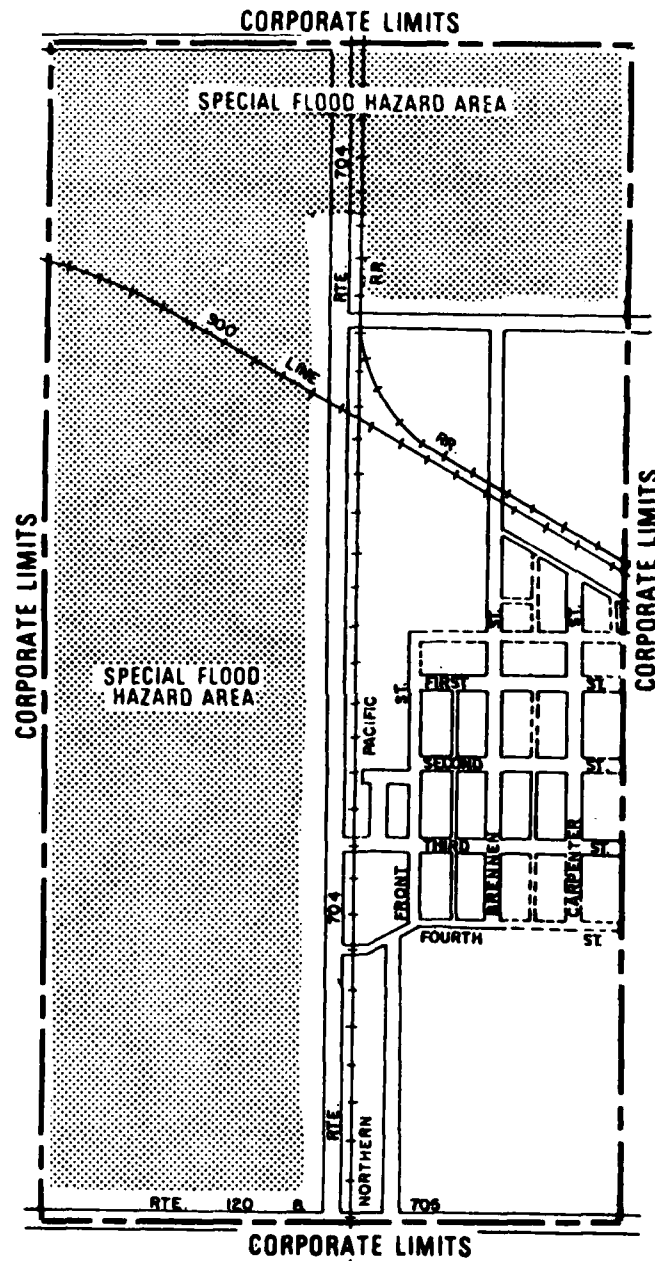 CORPORATE LIMITS
SPECIAL FLOOD HAZARD AREA
704
RTE.
RR.
SOO
LINE
RR.
CORPORATE LIMITS
CORPORATE LIMITS
ST.
ST.
SPECIAL FLOOD
HAZARD AREA
FIRST ST.
PACIFIC
ST.
SECOND ST.
THIRD ST.
BRENNEN
CARPENTER
FRONT
704
FOURTH ST.
RTE.
NORTHERN
RTE. 120 & 705
CORPORATE LIMITS